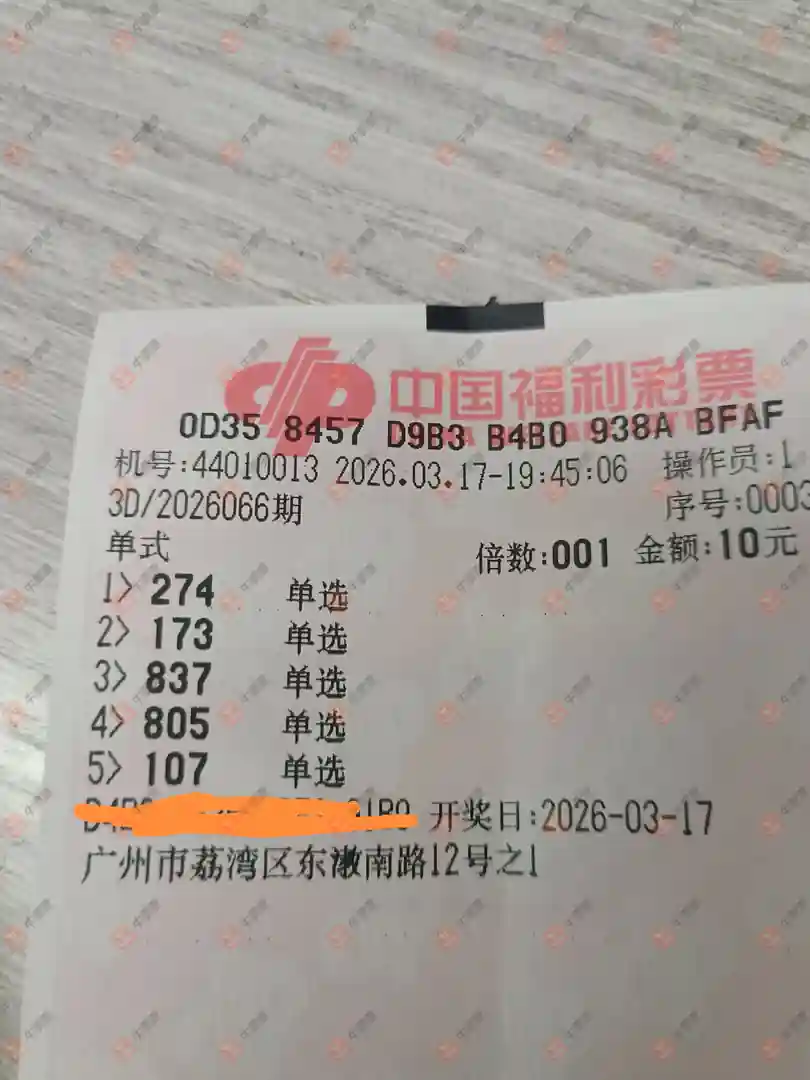 中国福利彩票
0D35 8457 D9B3 B4B0 938A BFAF
机号:44010013 2026.03.17-19:45:06 操作员:1
3D/2026066期 序号:0003
单式 倍数:001 金额:10元
1> 274 单选
2> 173 单选
3> 837 单选
4> 805 单选
5> 107 单选
开奖日:2026-03-17
广州市荔湾区东漖南路12号之1